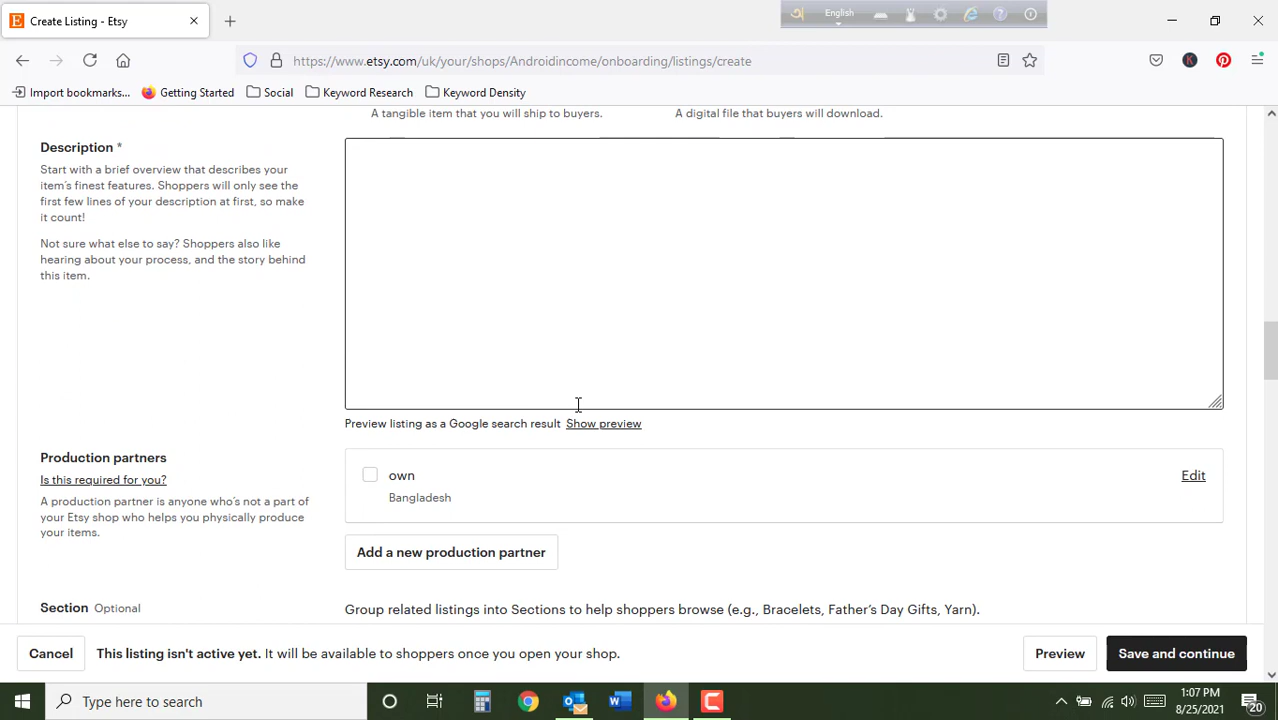 Create Listing - Etsy
English
https://www.etsy.com/uk/your/shops/Androidincome/onboarding/listings/create
Import bookmarks...
Getting Started
Social
Keyword Research
Keyword Density
A tangible item that you will ship to buyers.
A digital file that buyers will download.
Description *
Start with a brief overview that describes your
item's finest features. Shoppers will only see the
first few lines of your description at first, so make
it count!
Not sure what else to say? Shoppers also like
hearing about your process, and the story behind
this item.
Preview listing as a Google search result Show preview
Production partners
Is this required for you?
A production partner is anyone who's not a part of
your Etsy shop who helps you physically produce
your items.
own
Edit
Bangladesh
Add a new production partner
Section Optional
Group related listings into Sections to help shoppers browse (e.g., Bracelets, Father's Day Gifts, Yarn).
Cancel
This listing isn't active yet. It will be available to shoppers once you open your shop.
Preview
Save and continue
Type here to search
1:07 PM
8/25/2021
20